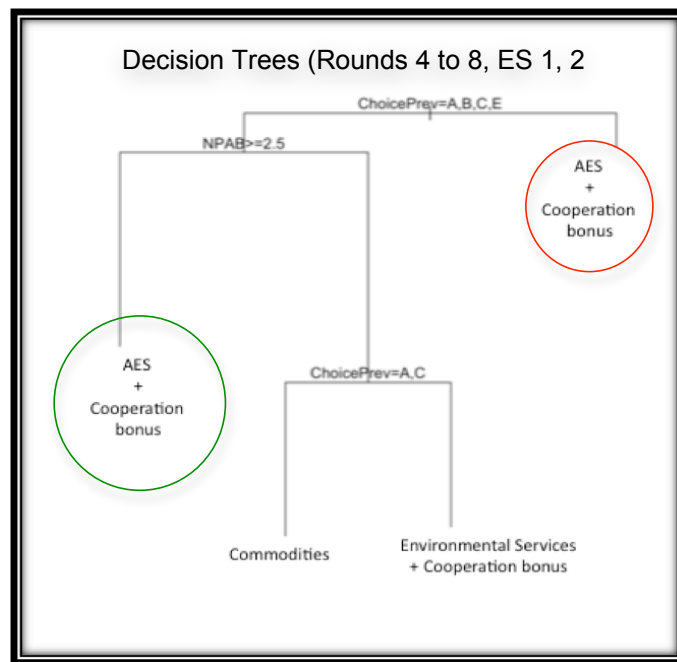 Decision Trees (Rounds 4 to 8, ES 1, 2
ChoicePrev=A,B,C,E
NPAB>=2.5
AES
+
Cooperation
bonus
AES
+
Cooperation
bonus
ChoicePrev=A,C
Commodities
Environmental Services
+ Cooperation bonus